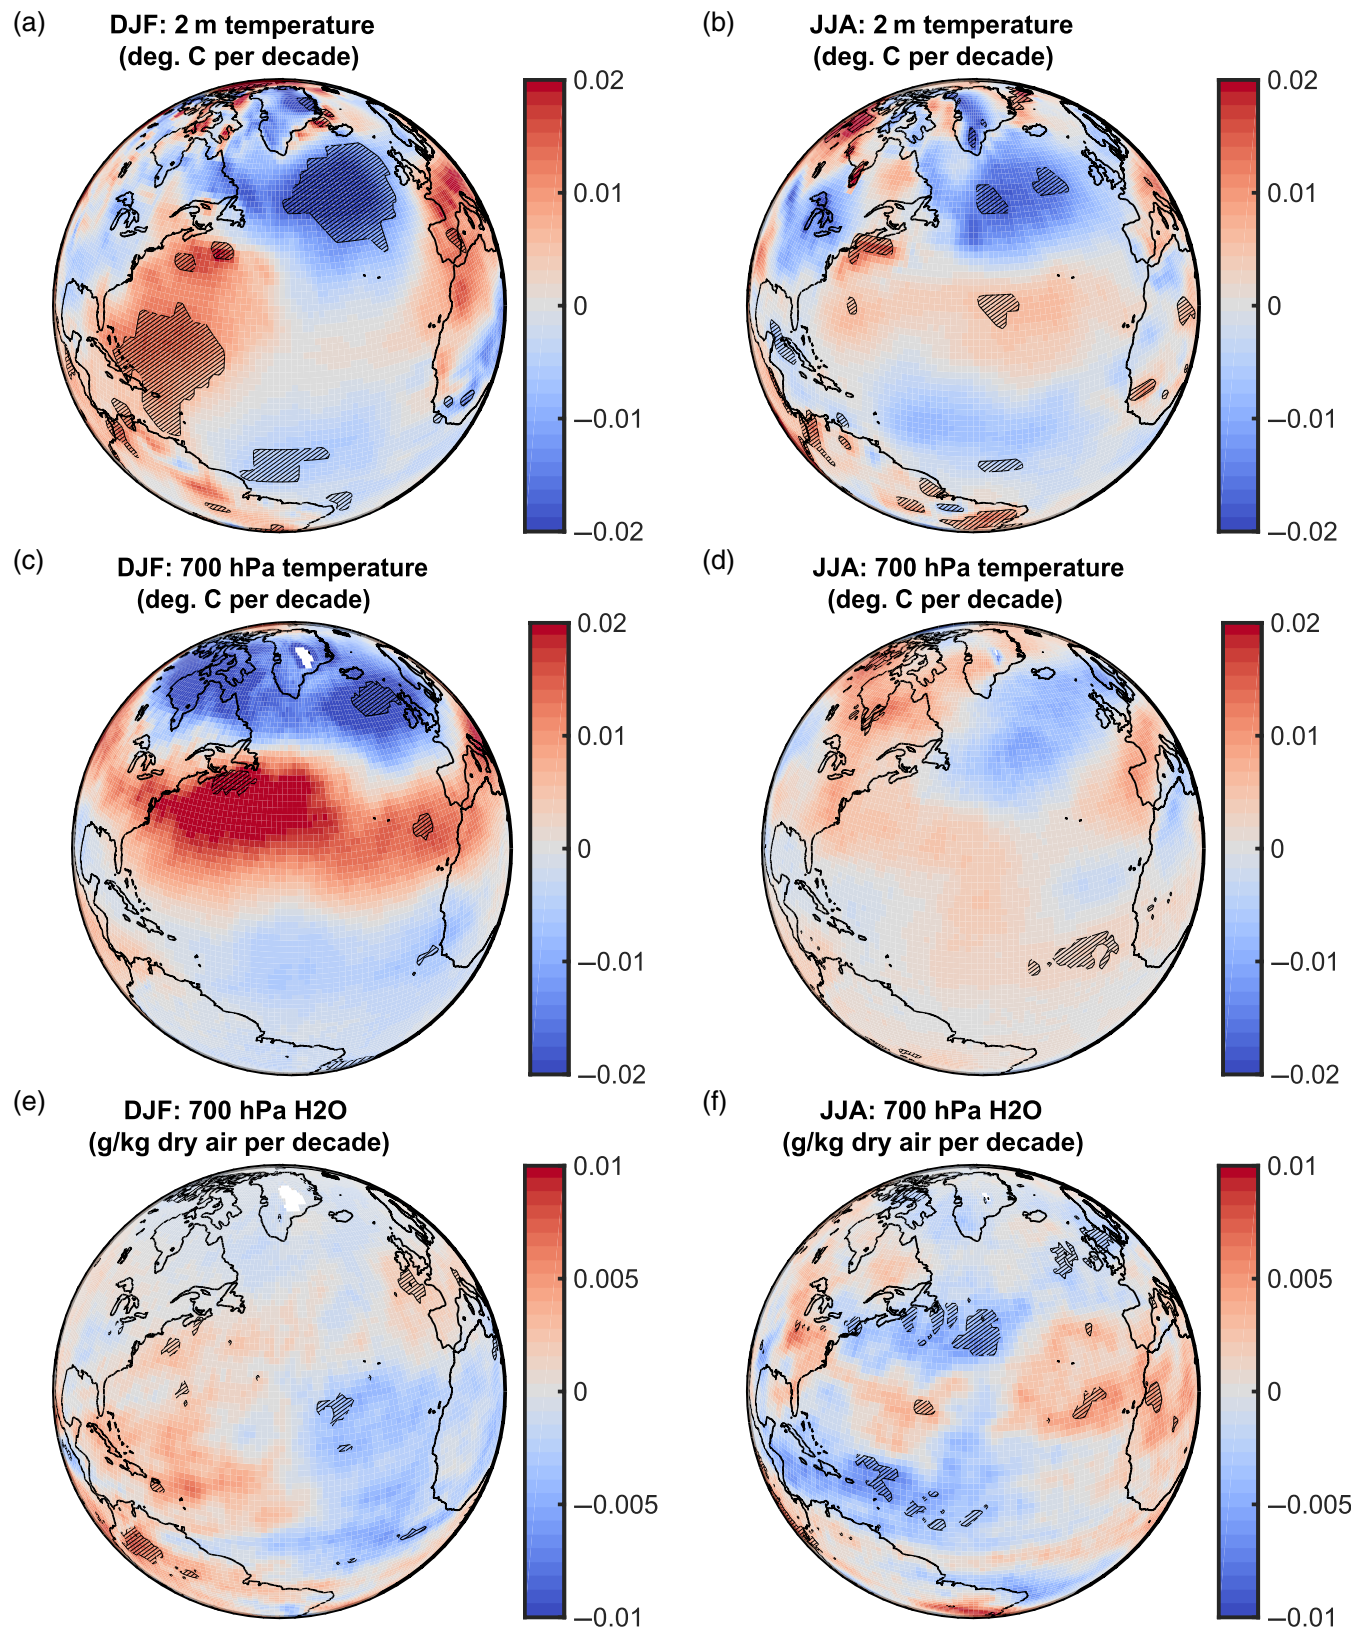 (a)
DJF: 2 m temperature
(deg. C per decade)
0.02
0.01
0
–0.01
–0.02
(b)
JJA: 2 m temperature
(deg. C per decade)
0.02
0.01
0
–0.01
–0.02
(c)
DJF: 700 hPa temperature
(deg. C per decade)
0.02
0.01
0
–0.01
–0.02
(d)
JJA: 700 hPa temperature
(deg. C per decade)
0.02
0.01
0
–0.01
–0.02
(e)
DJF: 700 hPa H2O
(g/kg dry air per decade)
0.01
0.005
0
–0.005
–0.01
(f)
JJA: 700 hPa H2O
(g/kg dry air per decade)
0.01
0.005
0
–0.005
–0.01